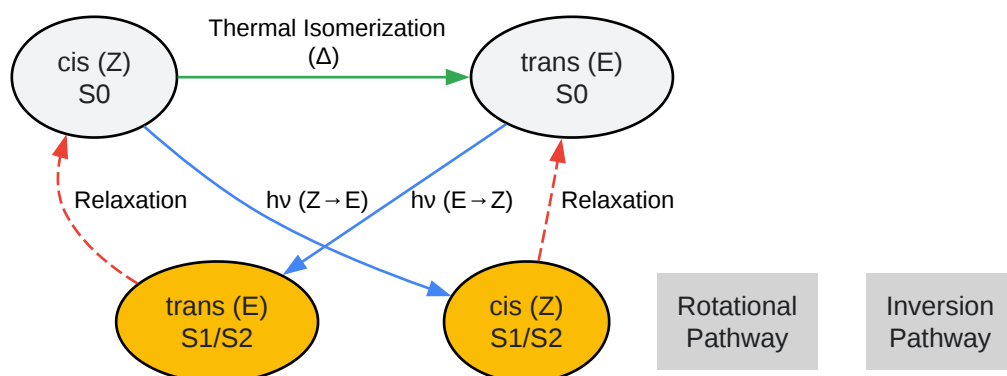 Thermal Isomerization
(Δ)
cis (Z)
S0
trans (E)
S0
Relaxation
hν (Z→E)
hν (E→Z)
Relaxation
trans (E)
S1/S2
cis (Z)
S1/S2
Rotational
Pathway
Inversion
Pathway